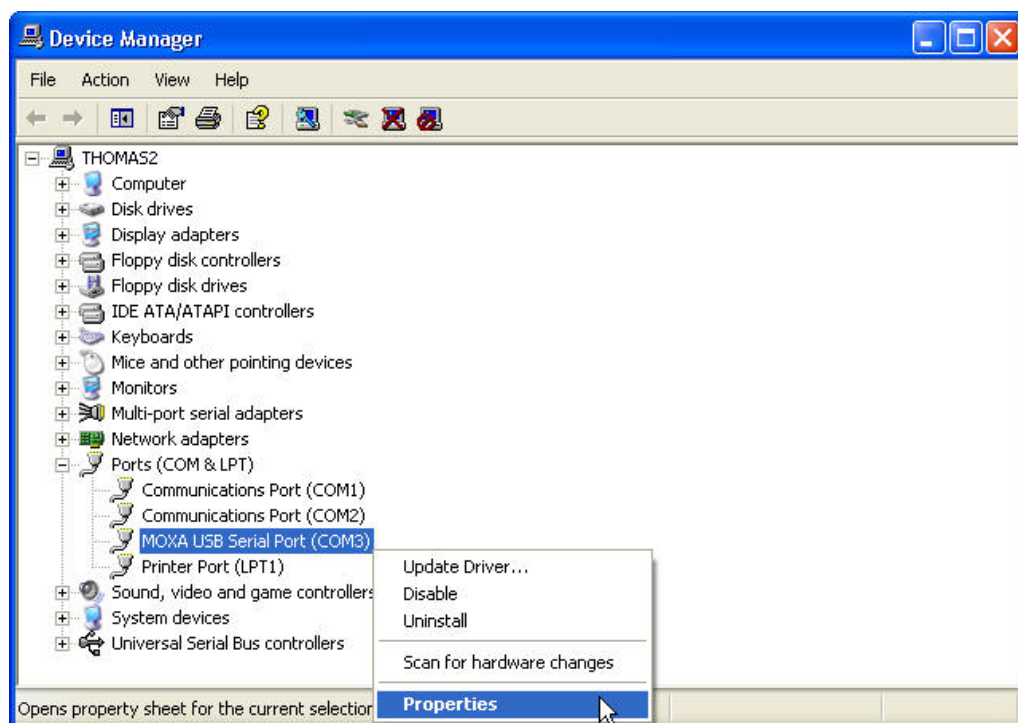 Device Manager
File Action View Help
THOMAS2
Computer
Disk drives
Display adapters
Floppy disk controllers
Floppy disk drives
IDE ATA/ATAPI controllers
Keyboards
Mice and other pointing devices
Monitors
Multi-port serial adapters
Network adapters
Ports (COM & LPT)
Communications Port (COM1)
Communications Port (COM2)
MOXA USB Serial Port (COM3)
Printer Port (LPT1)
Sound, video and game controllers
System devices
Universal Serial Bus controllers
Update Driver...
Disable
Uninstall
Scan for hardware changes
Properties
Opens property sheet for the current selection